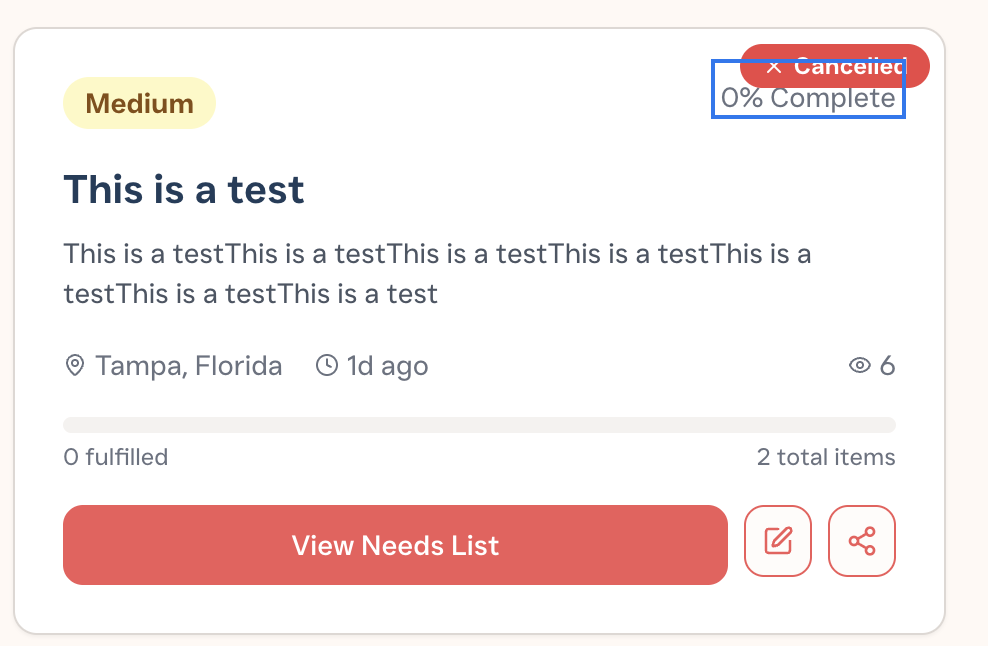 Cancelled
Medium
0% Complete
This is a test
This is a testThis is a testThis is a testThis is a testThis is a
testThis is a testThis is a test
Tampa, Florida 1d ago 6
0 fulfilled 2 total items
View Needs List